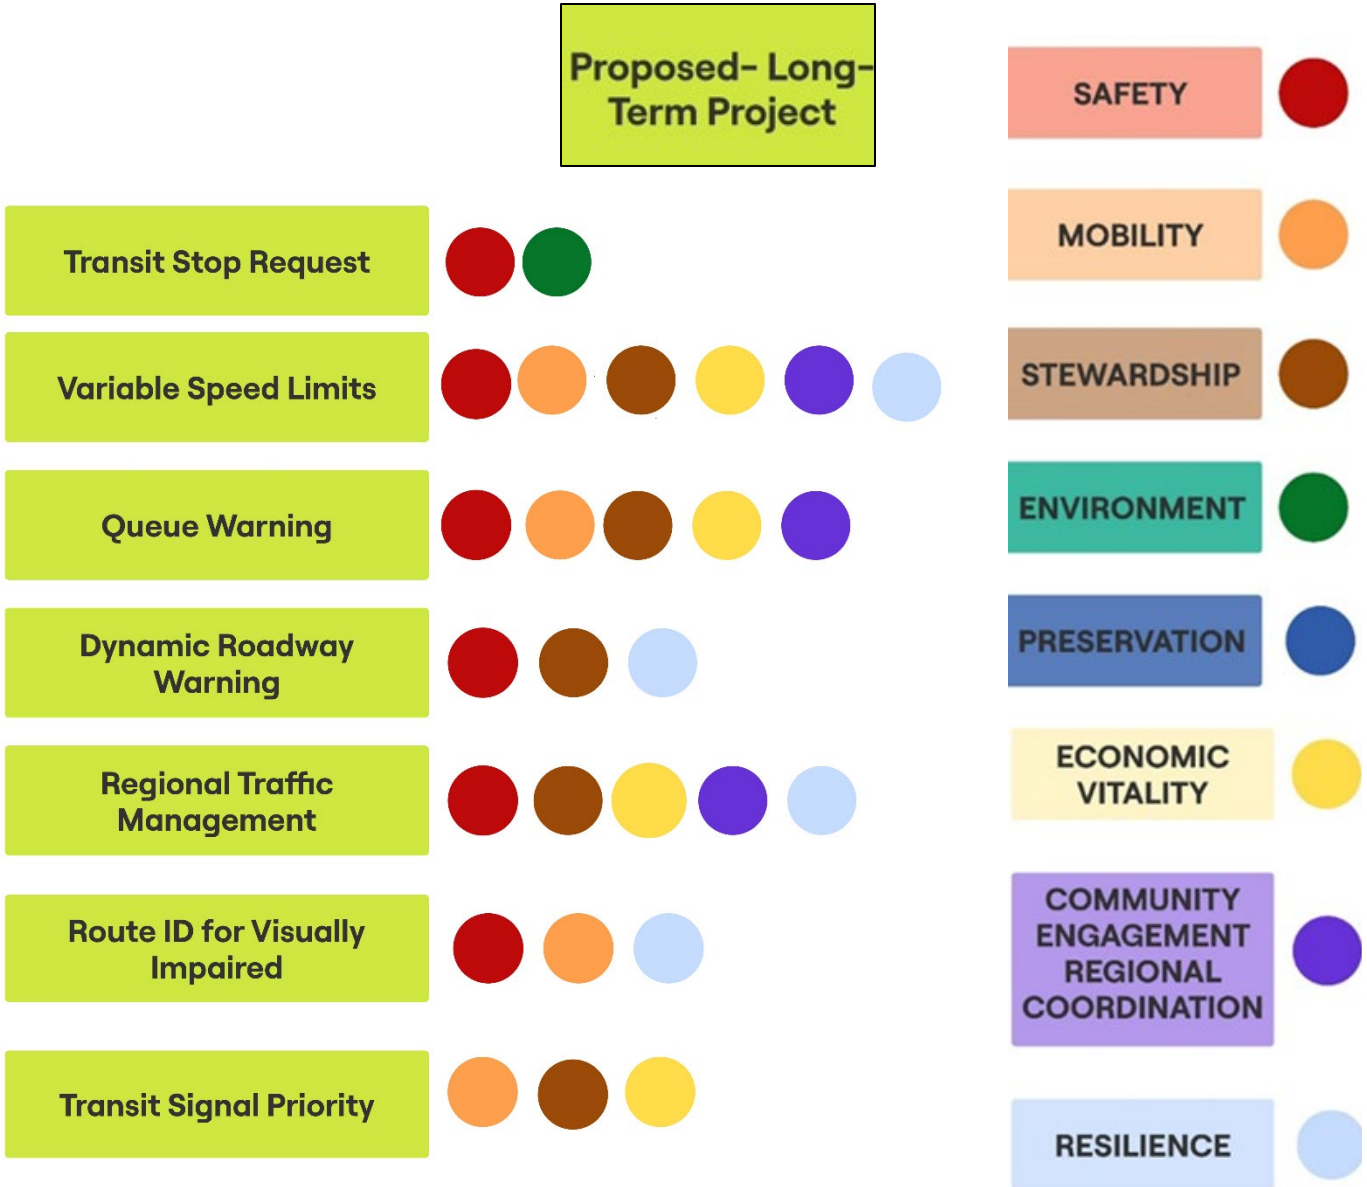 Proposed- Long-
Term Project
Transit Stop Request
Variable Speed Limits
Queue Warning
Dynamic Roadway
Warning
Regional Traffic
Management
Route ID for Visually
Impaired
Transit Signal Priority
SAFETY
MOBILITY
STEWARDSHIP
ENVIRONMENT
PRESERVATION
ECONOMIC
VITALITY
COMMUNITY
ENGAGEMENT
REGIONAL
COORDINATION
RESILIENCE